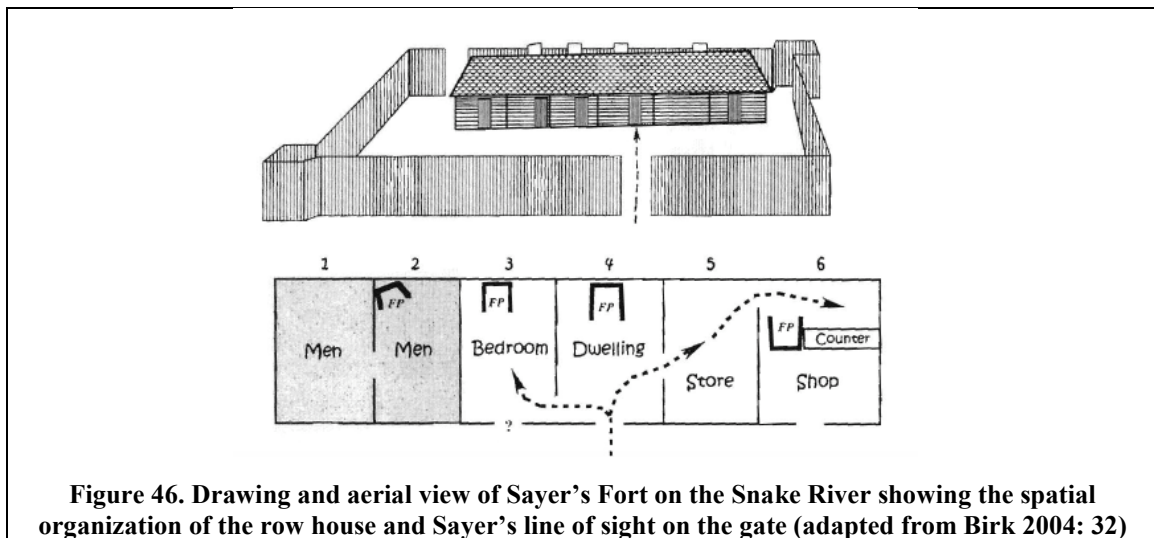 1 2 3 4 5 6
FP FP FP FP
Men Men Bedroom Dwelling Store Shop Counter
?
Figure 46. Drawing and aerial view of Sayer’s Fort on the Snake River showing the spatial
organization of the row house and Sayer’s line of sight on the gate (adapted from Birk 2004: 32)